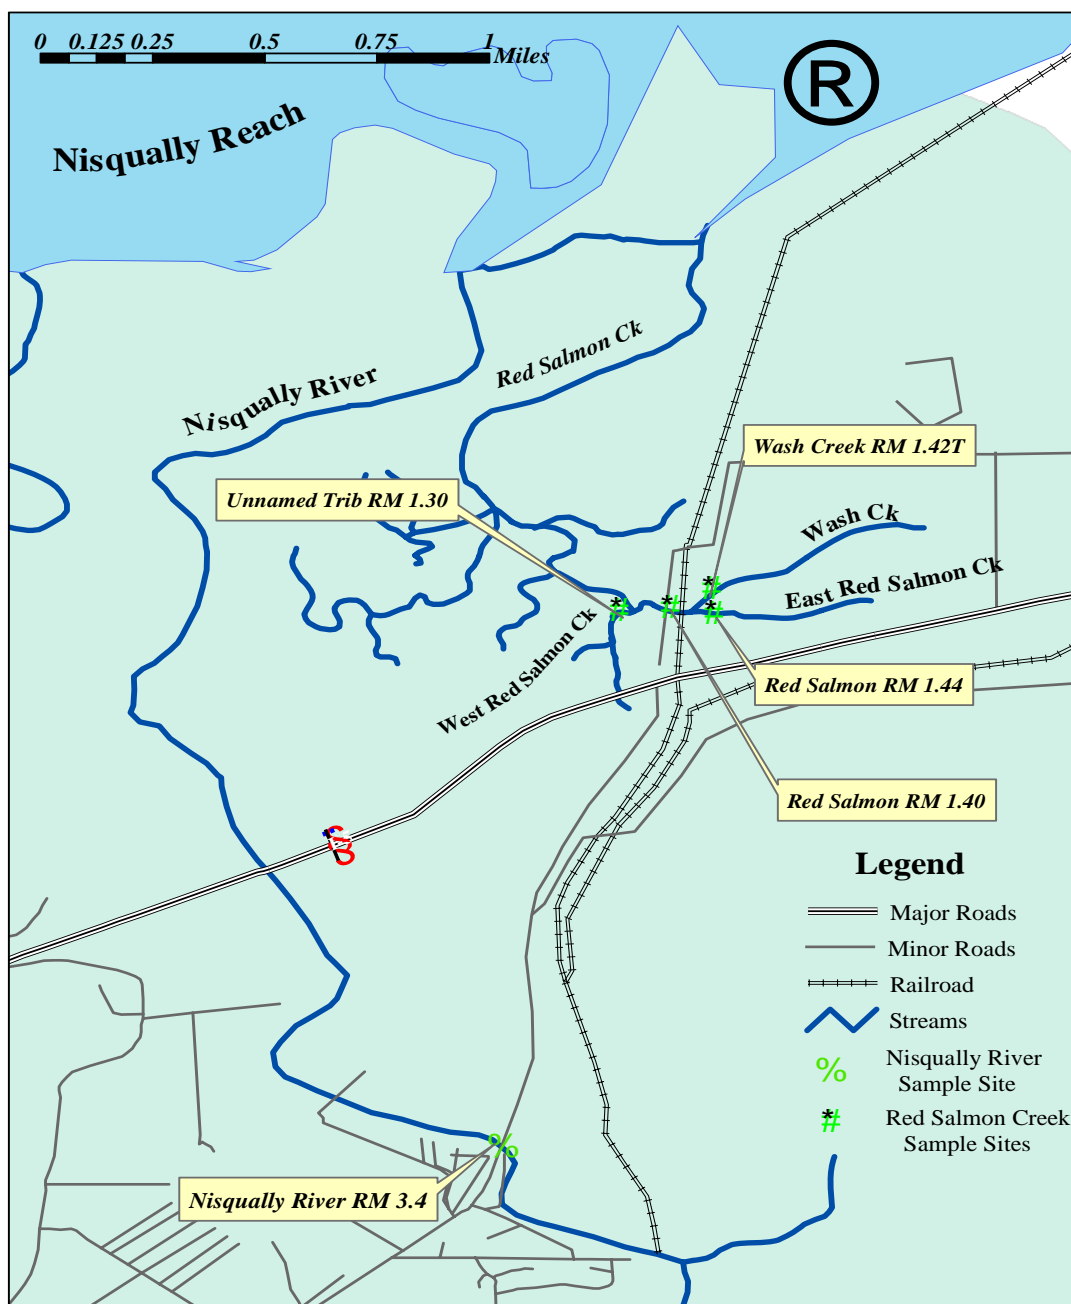 0 0.125 0.25 0.5 0.75 1
Miles
®
Nisqually Reach
Red Salmon Ck
Nisqually River
Wash Creek RM 1.42T
Unnamed Trib RM 1.30
Wash Ck
East Red Salmon Ck
*#
*#
*#
#
West Red Salmon Ck
Red Salmon RM 1.44
Red Salmon RM 1.40
Legend
Major Roads
Minor Roads
Railroad
Streams
% Nisqually River
Sample Site
*# Red Salmon Creek
Sample Sites
%
Nisqually River RM 3.4